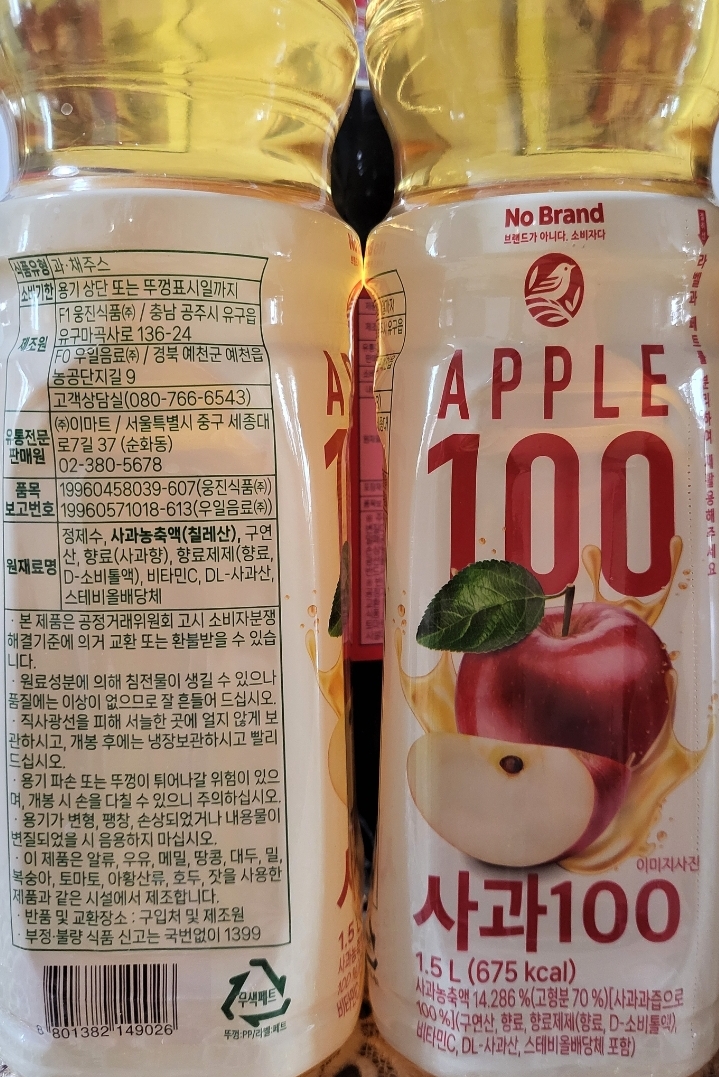 식품유형 과·채주스
소비기한 용기 상단 또는 뚜껑표시일까지
제조원
F1 웅진식품㈜ / 충남 공주시 유구읍
유구마곡사로 136-24
F0 우일음료㈜ / 경북 예천군 예천읍
농공단지길 9
고객상담실(080-766-6543)
유통전문
판매원
㈜이마트 / 서울특별시 중구 세종대
로7길 37 (순화동)
02-380-5678
품목
보고번호
19960458039-607(웅진식품㈜)
19960571018-613(우일음료㈜)
원재료명
정제수, 사과농축액(칠레산), 구연
산, 향료(사과향), 향료제제(향료,
D-소비톨액), 비타민C, DL-사과산,
스테비올배당체
· 본 제품은 공정거래위원회 고시 소비자분쟁
해결기준에 의거 교환 또는 환불받을 수 있습
니다.
· 원료성분에 의해 침전물이 생길 수 있으나
품질에는 이상이 없으므로 잘 흔들어 드십시오.
· 직사광선을 피해 서늘한 곳에 얼지 않게 보
관하시고, 개봉 후에는 냉장보관하시고 빨리
드십시오.
· 용기 파손 또는 뚜껑이 튀어나갈 위험이 있으
며, 개봉 시 손을 다칠 수 있으니 주의하십시오.
· 용기가 변형, 팽창, 손상되었거나 내용물이
변질되었을 시 음용하지 마십시오.
· 이 제품은 알류, 우유, 메밀, 땅콩, 대두, 밀,
복숭아, 토마토, 아황산류, 호두, 잣을 사용한
제품과 같은 시설에서 제조합니다.
· 반품 및 교환장소 : 구입처 및 제조원
· 부정·불량 식품 신고는 국번없이 1399
8 801382 149026
무색페트
뚜껑:PP/라벨:페트
No Brand
브랜드가 아니다. 소비자다
APPLE
100
이미지사진
사과100
1.5 L (675 kcal)
사과농축액 14.286 %(고형분 70 %)[사과과즙으로
100 %](구연산, 향료, 향료제제(향료, D-소비톨액),
비타민C, DL-사과산, 스테비올배당체 포함)
라벨과 페트를 분리하여 재활용해 주세요